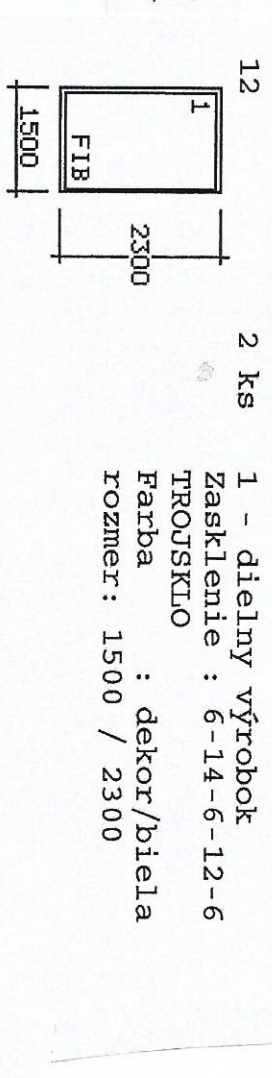 12
2 ks
1 - dielny výrobok
Zasklenie : 6-14-6-12-6
TROJSKLO
Farba : dekor/biela
rozmer: 1500 / 2300
1
FIB
2300
1500